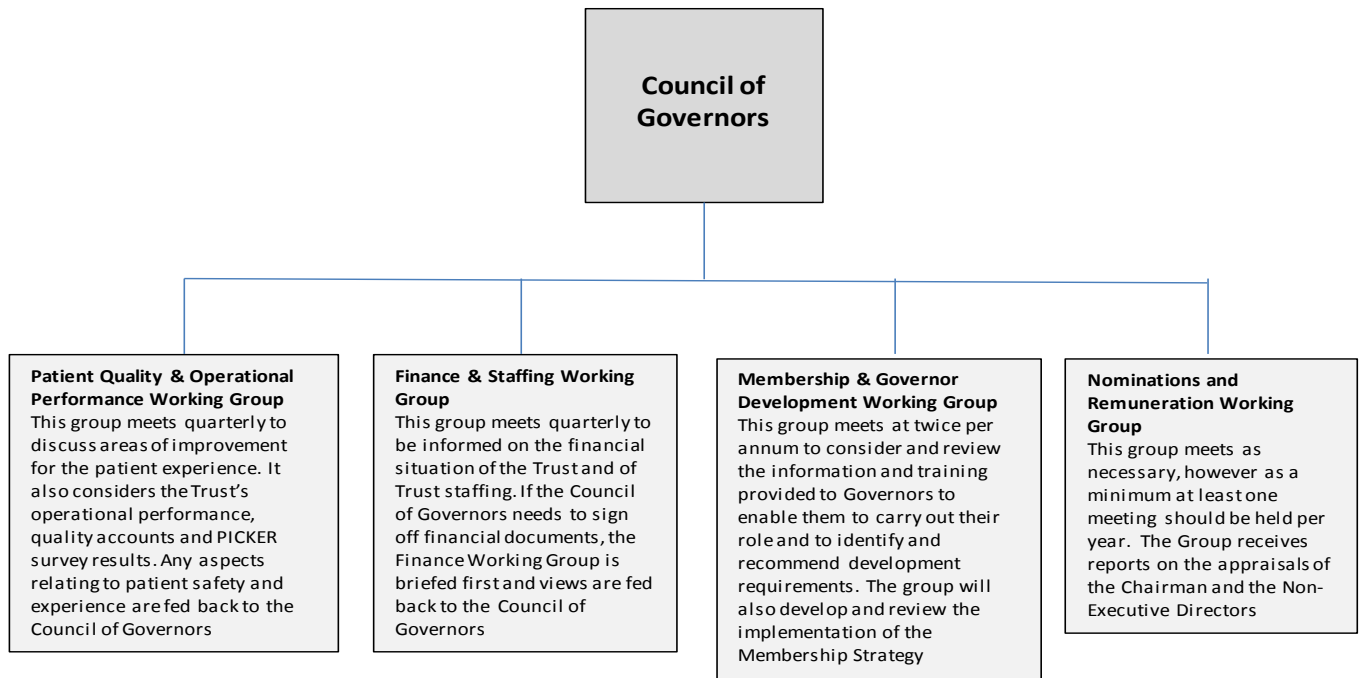 Council of
Governors
Patient Quality & Operational
Performance Working Group
This group meets quarterly to
discuss areas of improvement
for the patient experience. It
also considers the Trust's
operational performance,
quality accounts and PICKER
survey results. Any aspects
relating to patient safety and
experience are fed back to the
Council of Governors
Finance & Staffing Working
Group
This group meets quarterly to
be informed on the financial
situation of the Trust and of
Trust staffing. If the Council
of Governors needs to sign
off financial documents, the
Finance Working Group is
briefed first and views are fed
back to the Council of
Governors
Membership & Governor
Development Working Group
This group meets at twice per
annum to consider and review
the information and training
provided to Governors to
enable them to carry out their
role and to identify and
recommend development
requirements. The group will
also develop and review the
implementation of the
Membership Strategy
Nominations and
Remuneration Working
Group
This group meets as
necessary, however as a
minimum at least one
meeting should be held per
year. The Group receives
reports on the appraisals of
the Chairman and the Non-
Executive Directors